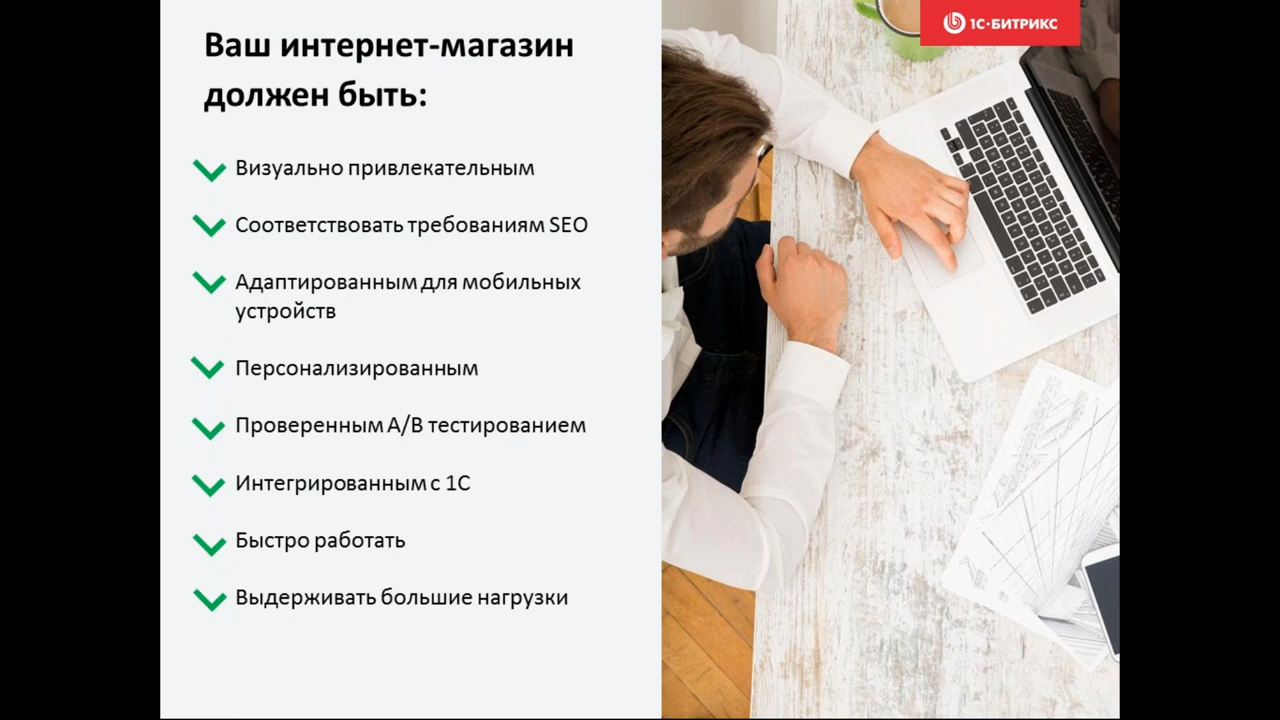 Ваш интернет-магазин
должен быть:
Визуально привлекательным
Соответствовать требованиям SEO
Адаптированным для мобильных
устройств
Персонализированным
Проверенным A/B тестированием
Интегрированным с 1С
Быстро работать
Выдерживать большие нагрузки
1С·БИТРИКС